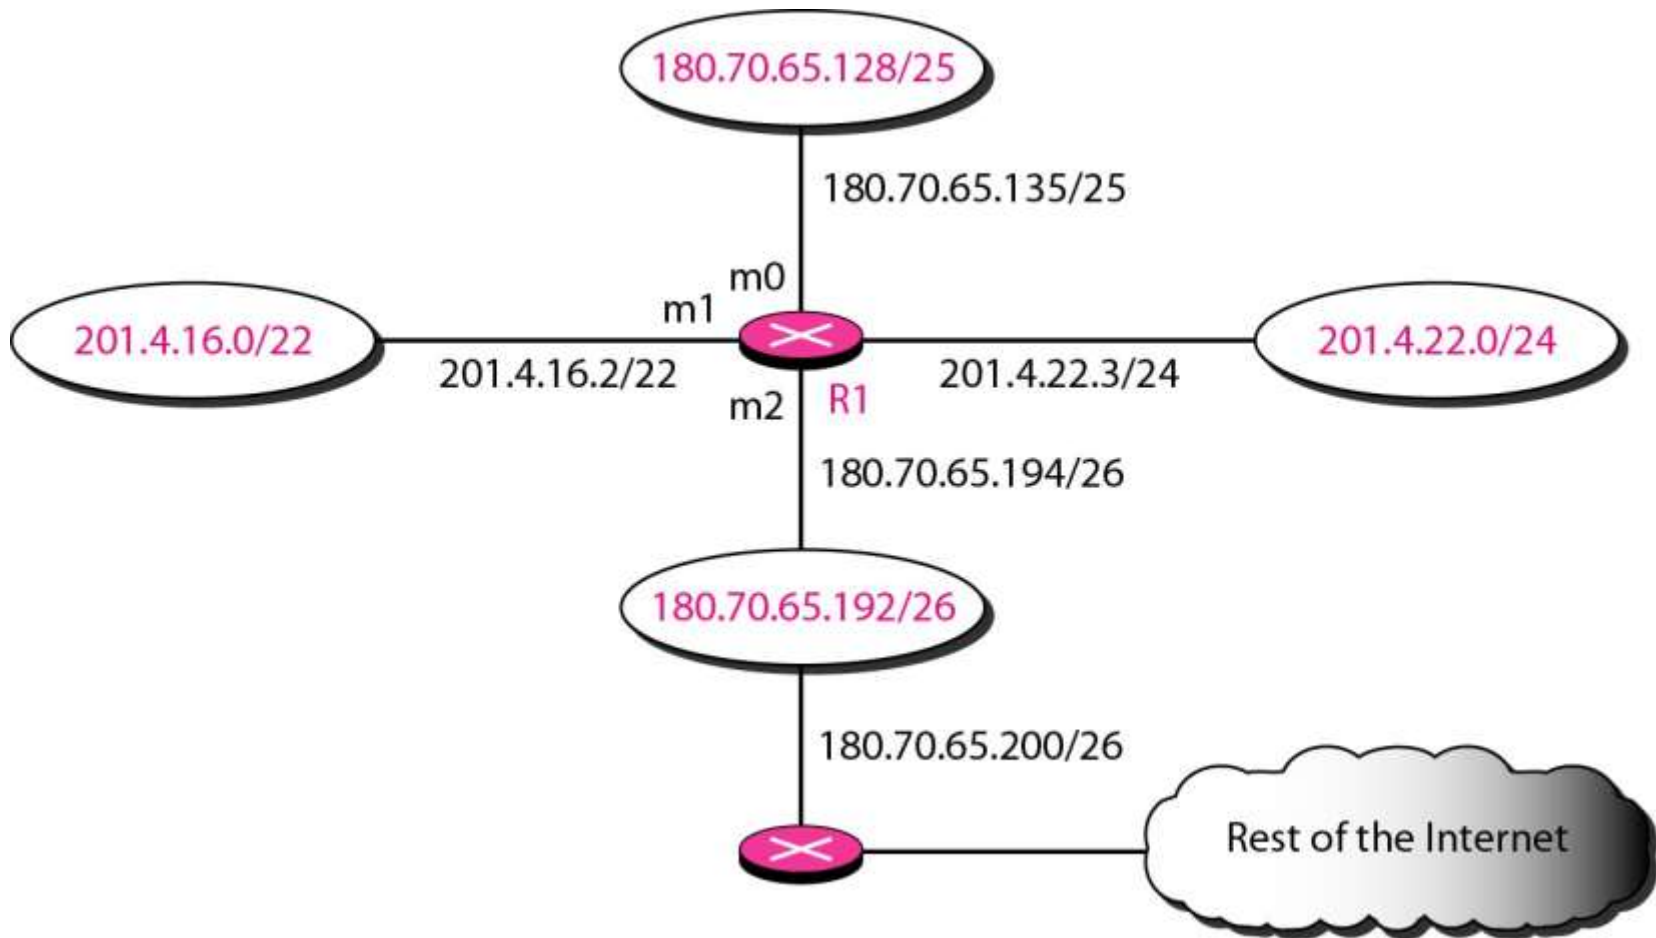 180.70.65.128/25
180.70.65.135/25
m0
m1
201.4.16.0/22
201.4.16.2/22
201.4.22.3/24
201.4.22.0/24
m2
R1
180.70.65.194/26
180.70.65.192/26
180.70.65.200/26
Rest of the Internet